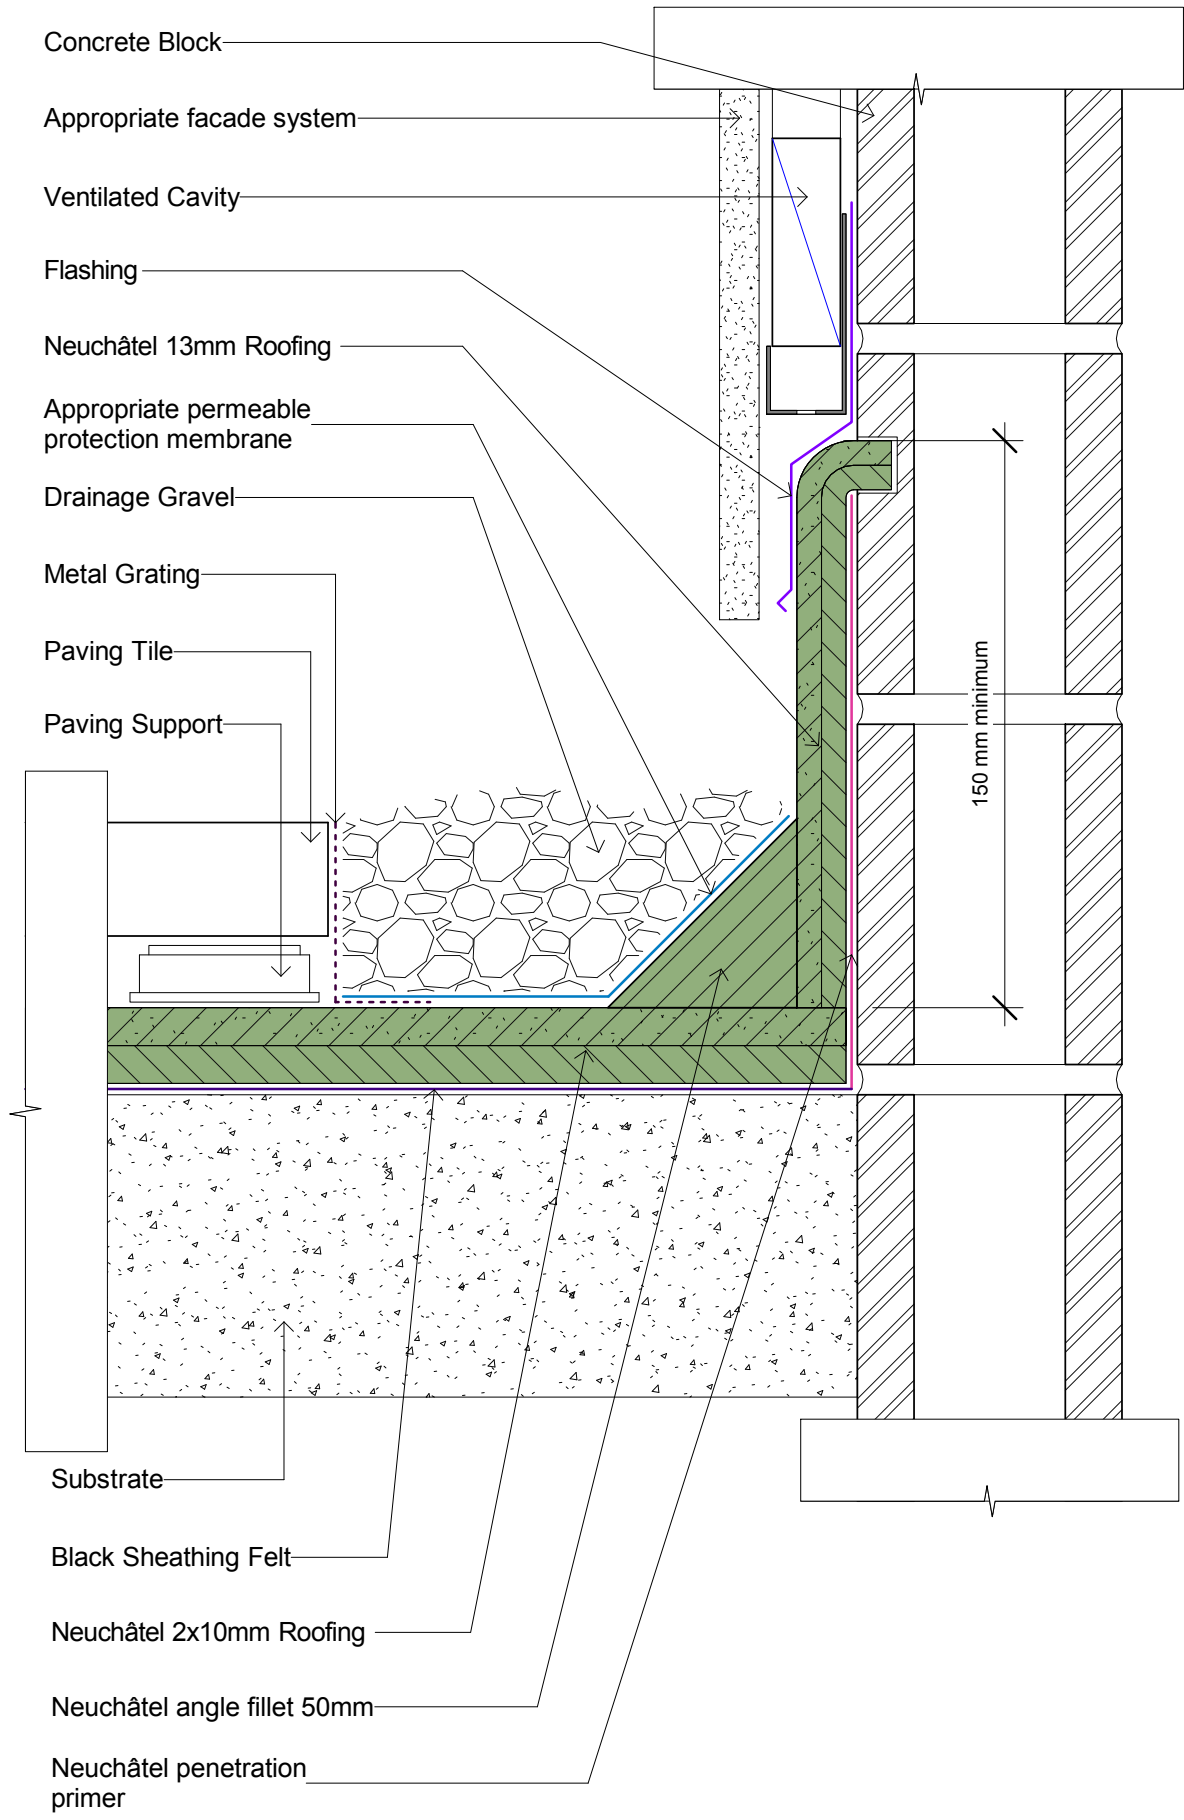 Concrete Block
Appropriate facade system
Ventilated Cavity
Flashing
Neuchâtel 13mm Roofing
Appropriate permeable
protection membrane
Drainage Gravel
Metal Grating
Paving Tile
Paving Support
150 mm minimum
Substrate
Black Sheathing Felt
Neuchâtel 2x10mm Roofing
Neuchâtel angle fillet 50mm
Neuchâtel penetration
primer